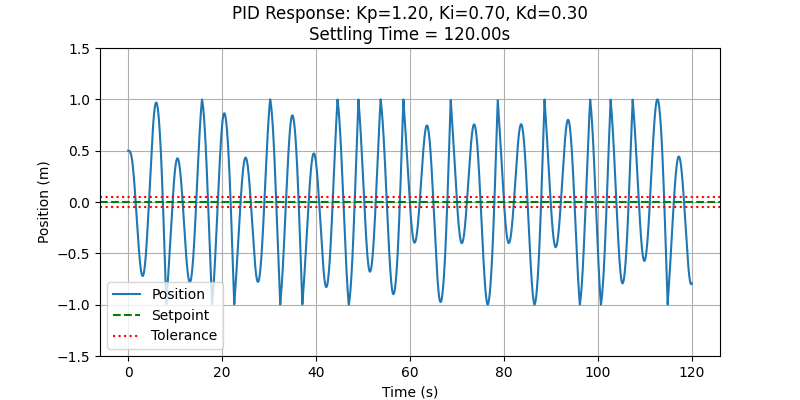 PID Response: Kp=1.20, Ki=0.70, Kd=0.30
Settling Time = 120.00s
1.5
1.0
0.5
0.0
−0.5
−1.0
−1.5
Position (m)
Position
Setpoint
Tolerance
0 20 40 60 80 100 120
Time (s)